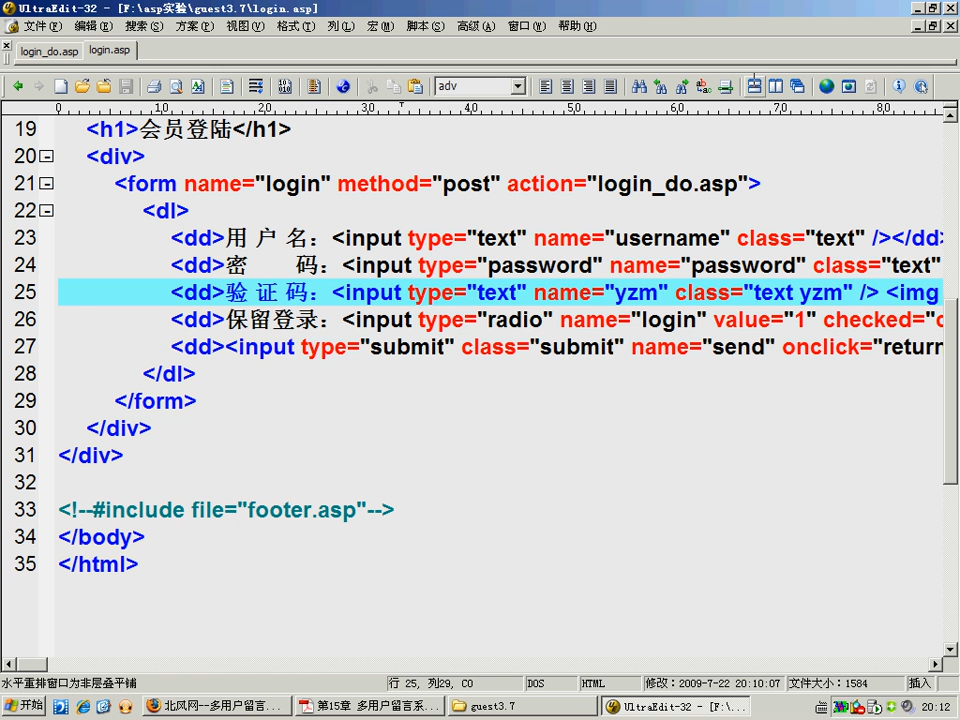 UltraEdit-32 - [F:\asp实验\guest3.7\login.asp]
文件(F) 编辑(E) 搜索(S) 方案(P) 视图(V) 格式(T) 列(L) 宏(M) 脚本(S) 高级(A) 窗口(W) 帮助(H)
login_do.asp login.asp
adv
0 10 20 30 40 50 60 70 80
19 <h1>会员登陆</h1>
20 <div>
21 <form name="login" method="post" action="login_do.asp">
22 <dl>
23 <dd>用 户 名：<input type="text" name="username" class="text" /></dd>
24 <dd>密 码：<input type="password" name="password" class="text"
25 <dd>验 证 码：<input type="text" name="yzm" class="text yzm" /> <img
26 <dd>保留登录：<input type="radio" name="login" value="1" checked="c
27 <dd><input type="submit" class="submit" name="send" onclick="return
28 </dl>
29 </form>
30 </div>
31 </div>
32
33 <!--#include file="footer.asp"-->
34 </body>
35 </html>
水平重排窗口为非层叠平铺 行 25, 列29, C0 DOS HTML 修改：2009-7-22 20:10:07 文件大小：1584 插入
开始 北风网--多用户留言... 第15章 多用户留言系... guest3.7 UltraEdit-32 - [F:\... 20:12